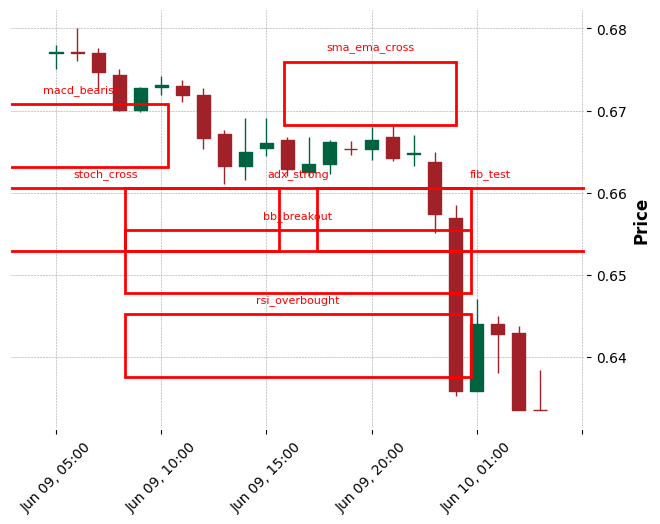 0.68
sma_ema_cross
macd_bearish
0.67
stoch_cross
adx_strong
fib_test
0.66
bb_breakout
Price
0.65
rsi_overbought
0.64
Jun 09, 05:00
Jun 09, 10:00
Jun 09, 15:00
Jun 09, 20:00
Jun 10, 01:00